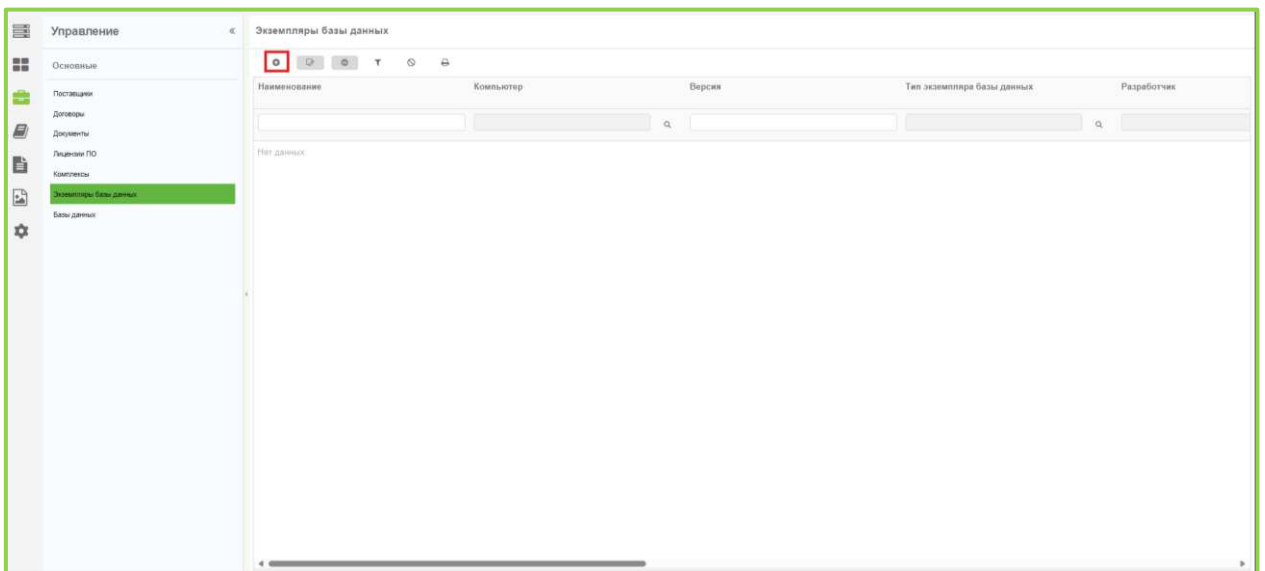 Управление
Экземпляры базы данных
Основные
Поставщики
Договоры
Документы
Лицензии ПО
Комплексы
Экземпляры базы данных
Базы данных
Наименование
Компьютер
Версия
Тип экземпляра базы данных
Разработчик
Нет данных